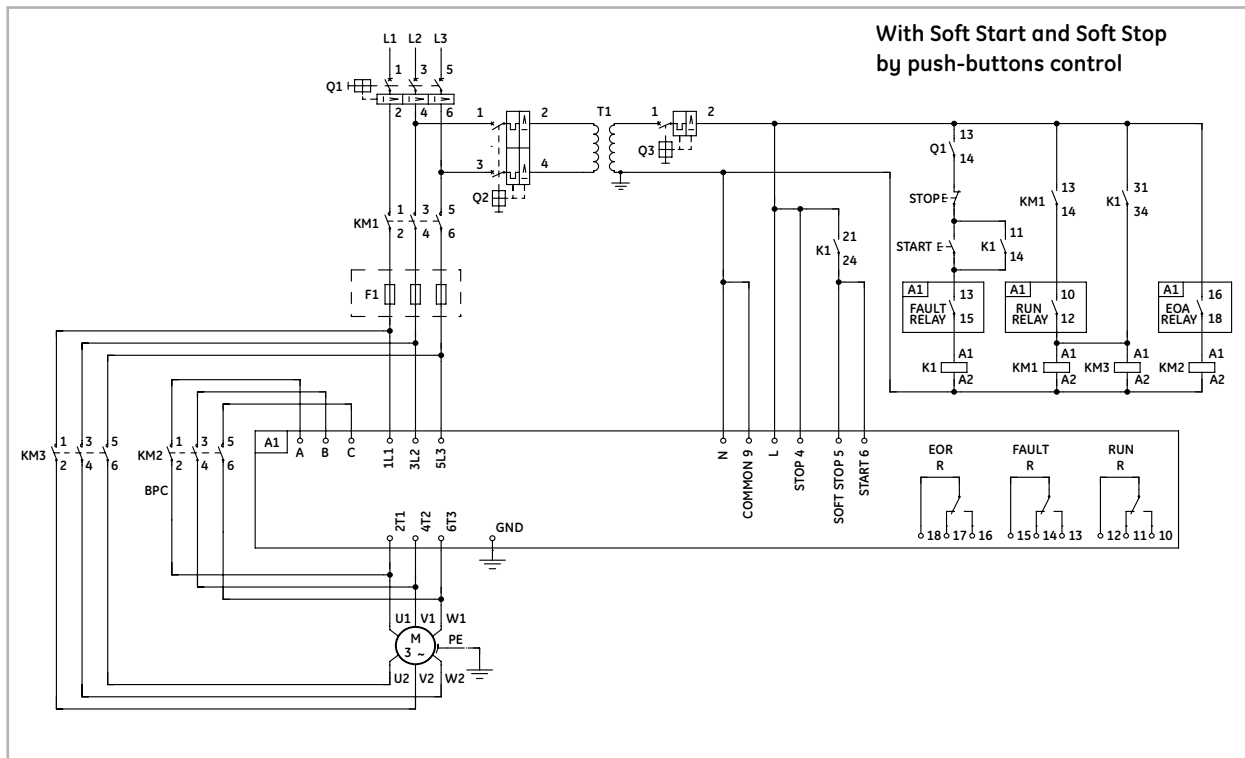 With Soft Start and Soft Stop
by push-buttons control
L1 L2 L3
1 3 5
Q1
2 4 6
1 2
3 4
Q2
T1
1 2
Q3
13
Q1
14
STOP E
START E
11
K1
14
13
KM1
14
31
K1
34
21
K1
24
KM1
1 3 5
2 4 6
F1
A1
13
FAULT
RELAY
15
A1
10
RUN
RELAY
12
A1
16
EOA
RELAY
18
K1 A1
A2
KM1 A1
A2
KM3 A1
A2
KM2 A1
A2
KM3
1 3 5
2 4 6
KM2
1 3 5
2 4 6
BPC
A1
A B C
1L1 3L2 5L3
N
COMMON 9
L
STOP 4
SOFT STOP 5
START 6
EOR
R
18 17 16
FAULT
R
15 14 13
RUN
R
12 11 10
2T1 4T2 6T3
GND
U1 V1 W1
M
3 ~
PE
U2 V2 W2